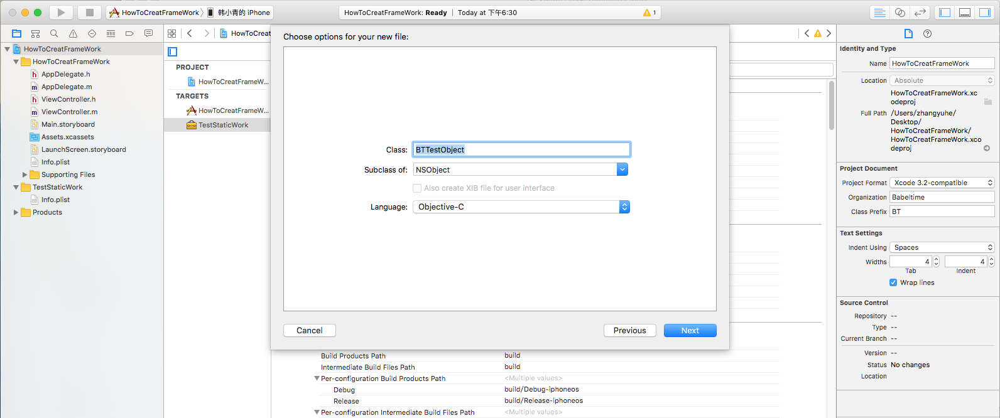 HowToCreatFrameWork 韩小青的 iPhone
HowToCreatFrameWork: Ready | Today at 下午6:30
1
HowToCreatFrameWork
HowToCreatFrameWork
AppDelegate.h
AppDelegate.m
ViewController.h
ViewController.m
Main.storyboard
Assets.xcassets
LaunchScreen.storyboard
Info.plist
Supporting Files
TestStaticWork
Info.plist
Products
HowToCreat
PROJECT
HowToCreatFrameW...
TARGETS
HowToCreatFrameW...
TestStaticWork
Choose options for your new file:
Class: BTTestObject
Subclass of: NSObject
Also create XIB file for user interface
Language: Objective-C
Cancel
Previous
Next
Build Products Path build
Intermediate Build Files Path build
Per-configuration Build Products Path <Multiple values>
Debug build/Debug-iphoneos
Release build/Release-iphoneos
Per-configuration Intermediate Build Files Path <Multiple values>
Identity and Type
Name HowToCreatFrameWork
Location Absolute
HowToCreatFrameWork.xc
odeproj
Full Path /Users/zhangyuhe/
Desktop/
HowToCreatFrameWork/
HowToCreatFrameWork.xco
deproj
Project Document
Project Format Xcode 3.2-compatible
Organization Babeltime
Class Prefix BT
Text Settings
Indent Using Spaces
Widths 4 4
Tab Indent
Wrap lines
Source Control
Repository --
Type --
Current Branch --
Version --
Status No changes
Location